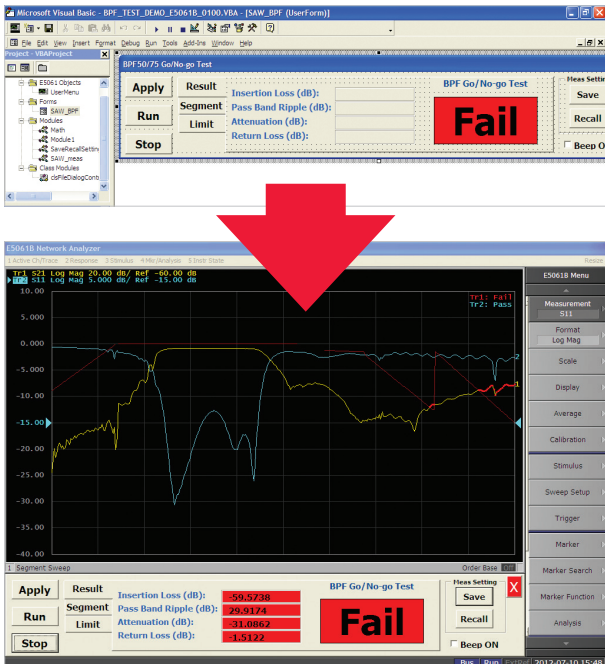 Microsoft Visual Basic - BPF_TEST_DEMO_E5061B_0100.VBA - [SAW_BPF (UserForm)]
File Edit View Insert Format Debug Run Tools Add-Ins Window Help
Project - VBAProject
E5061 Objects
UserMenu
Forms
SAW_BPF
Modules
Math
Module1
SaveRecallSettin
SAW_meas
Class Modules
clsFileDialogCont
BPF50/75 Go/No-go Test
Apply
Run
Stop
Result
Segment
Limit
Insertion Loss (dB):
Pass Band Ripple (dB):
Attenuation (dB):
Return Loss (dB):
BPF Go/No-go Test
Fail
Meas Settin
Save
Recall
Beep O
E5061B Network Analyzer
1 Active Ch/Trace 2 Response 3 Stimulus 4 Mkr/Analysis 5 Instr State
Resize
Tr1 S21 Log Mag 20.00 dB/ Ref -60.00 dB
Tr2 S11 Log Mag 5.000 dB/ Ref -15.00 dB
Tr1: Fail
Tr2: Pass
10.00
5.000
0.000
-5.000
-10.00
-15.00
-20.00
-25.00
-30.00
-35.00
-40.00
2
1
1 Segment Sweep
Order Base Off
E5061B Menu
Measurement
S11
Format
Log Mag
Scale
Display
Average
Calibration
Stimulus
Sweep Setup
Trigger
Marker
Marker Search
Marker Function
Analysis
Apply
Run
Stop
Result
Segment
Limit
Insertion Loss (dB): -59.5738
Pass Band Ripple (dB): 29.9174
Attenuation (dB): -31.0862
Return Loss (dB): -1.5122
BPF Go/No-go Test
Fail
Meas Setting
Save
Recall
Beep ON
X
Bus Run ExtRef 2012-07-10 15:48